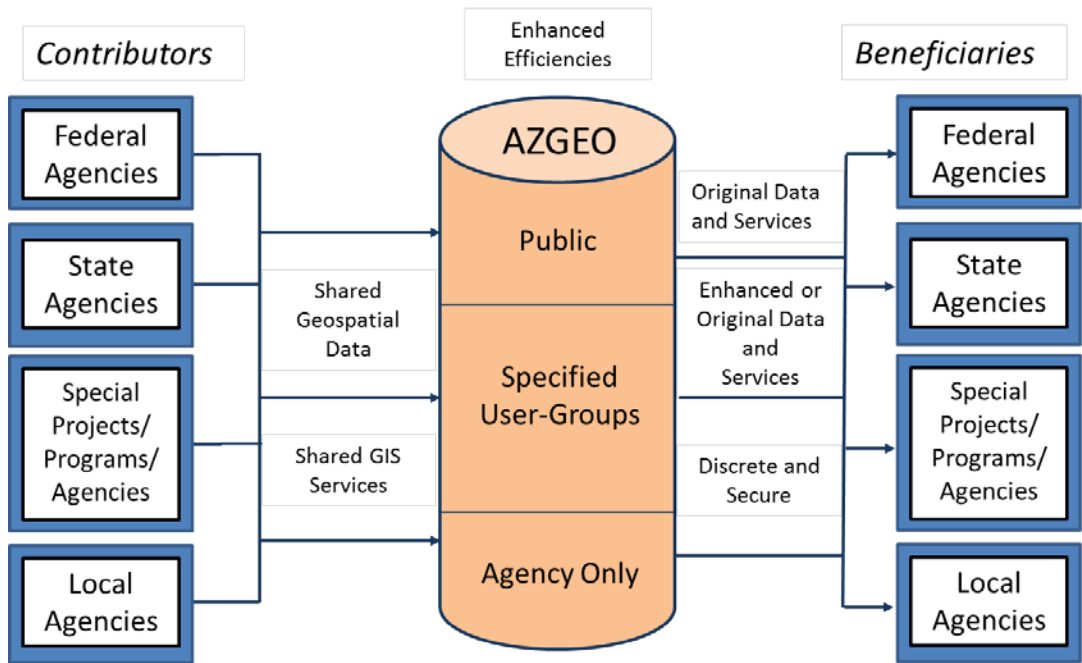 Contributors
Federal
Agencies
State
Agencies
Special
Projects/
Programs/
Agencies
Local
Agencies
Shared
Geospatial
Data
Shared GIS
Services
Enhanced
Efficiencies
AZGEO
Public
Specified
User-Groups
Agency Only
Original Data
and Services
Enhanced or
Original Data
and
Services
Discrete and
Secure
Beneficiaries
Federal
Agencies
State
Agencies
Special
Projects/
Programs/
Agencies
Local
Agencies